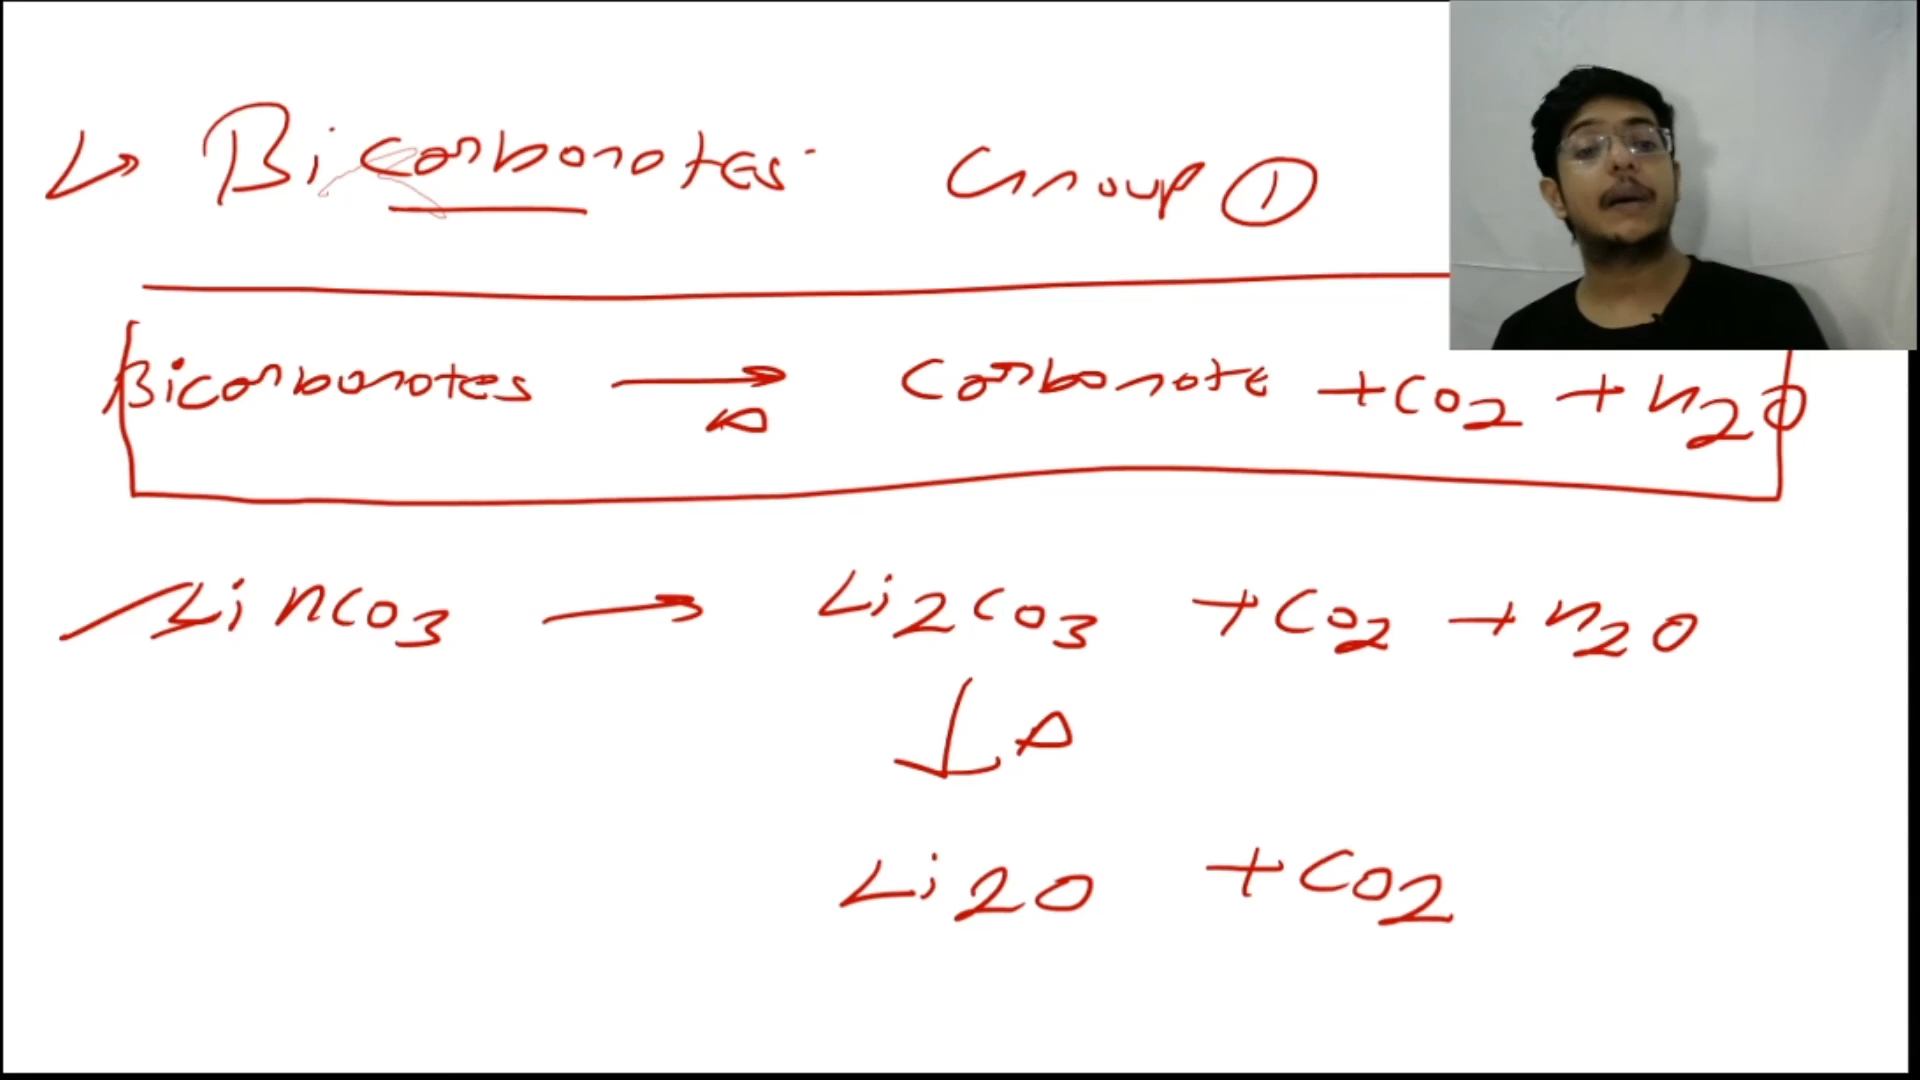 ↳ Bicarbonates Group ①
Bicarbonates →Δ Carbonate + CO2 + H2O
LiHCO3 → Li2CO3 + CO2 + H2O
↓ Δ
Li2O + CO2